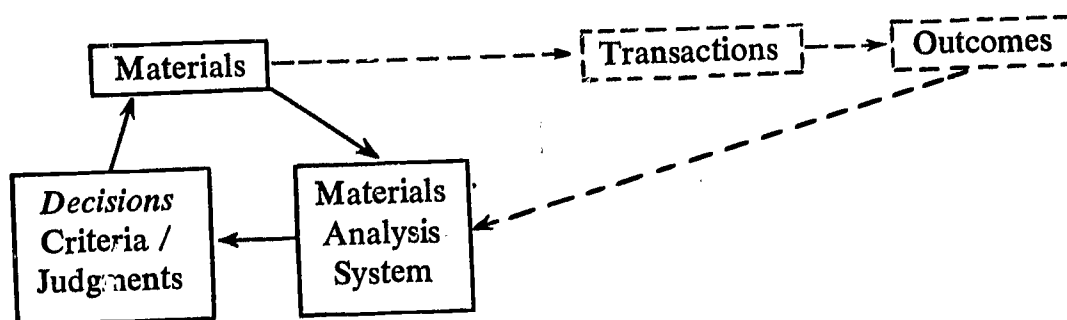 Materials
Transactions
Outcomes
Decisions
Criteria /
Judgments
Materials
Analysis
System